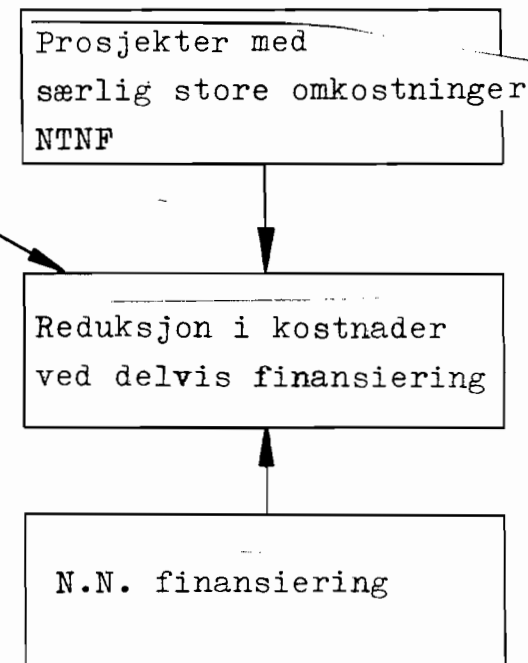 Prosjekter med
særlig store omkostninger
NTNF
Reduksjon i kostnader
ved delvis finansiering
N.N. finansiering